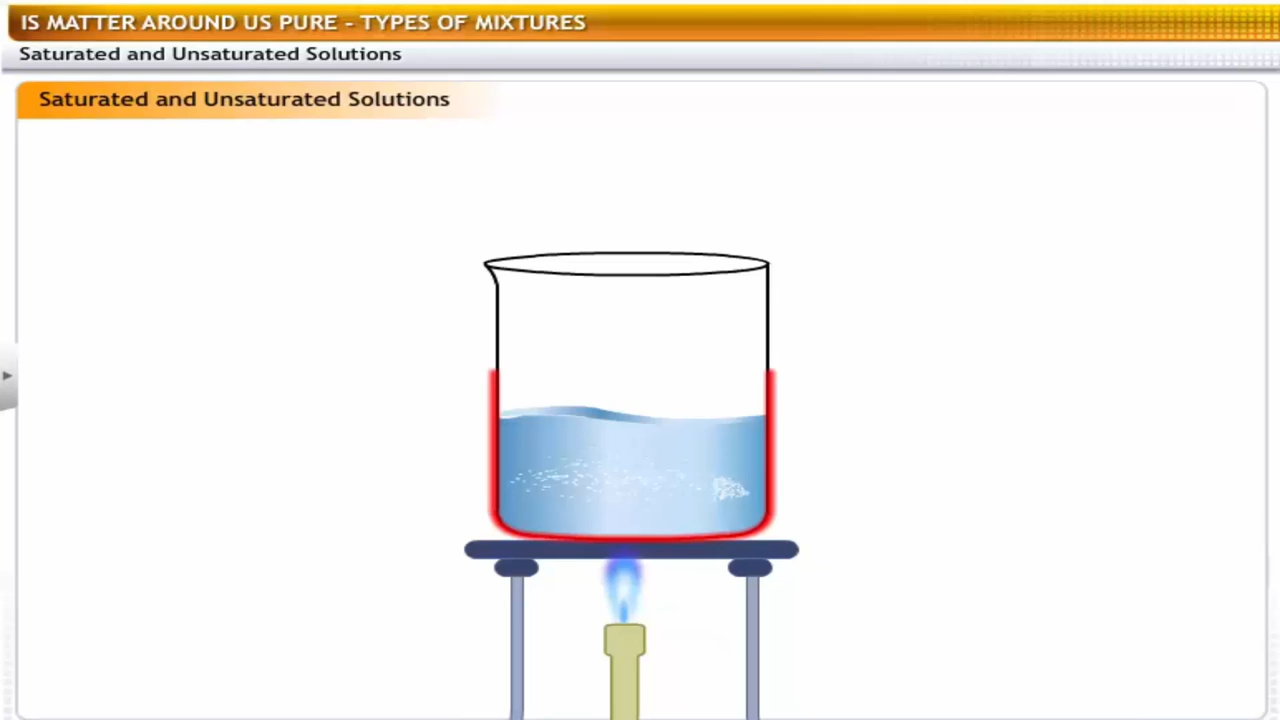 IS MATTER AROUND US PURE - TYPES OF MIXTURES
Saturated and Unsaturated Solutions
Saturated and Unsaturated Solutions